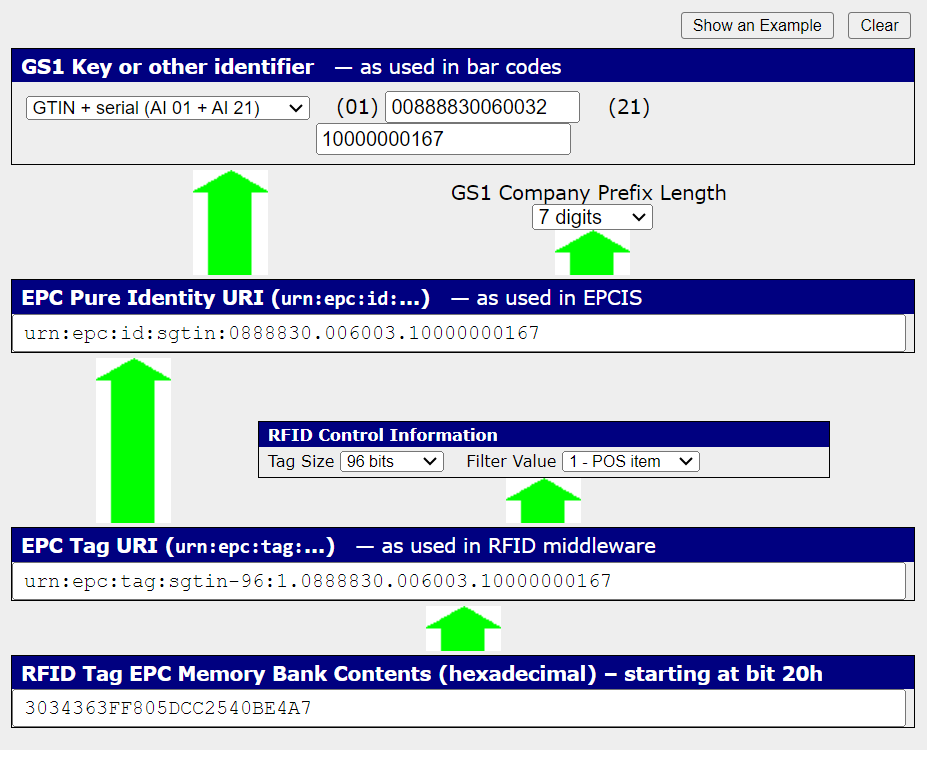 Show an Example Clear
GS1 Key or other identifier — as used in bar codes
GTIN + serial (AI 01 + AI 21) (01) 00888830060032 (21)
10000000167
GS1 Company Prefix Length
7 digits
EPC Pure Identity URI (urn:epc:id:...) — as used in EPCIS
urn:epc:id:sgtin:0888830.006003.10000000167
RFID Control Information
Tag Size 96 bits Filter Value 1 - POS item
EPC Tag URI (urn:epc:tag:...) — as used in RFID middleware
urn:epc:tag:sgtin-96:1.0888830.006003.10000000167
RFID Tag EPC Memory Bank Contents (hexadecimal) – starting at bit 20h
3034363FF805DCC2540BE4A7